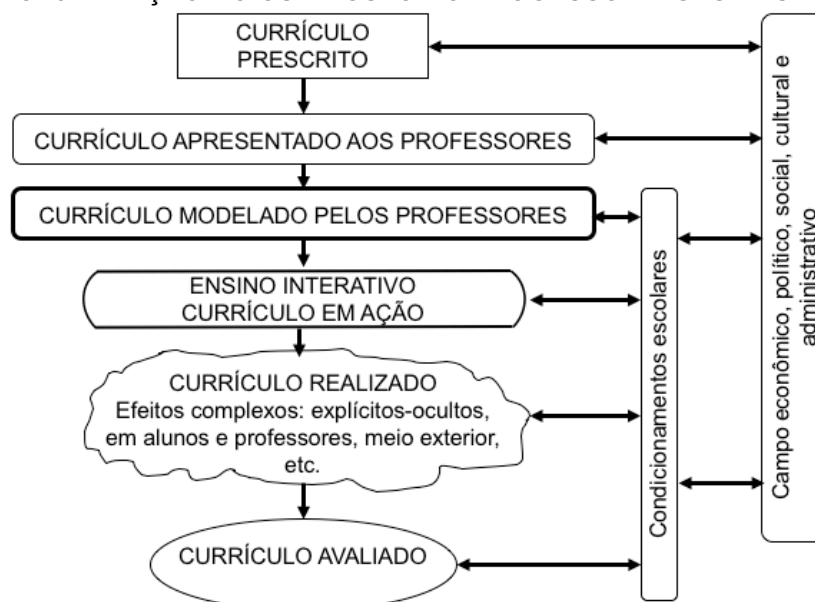 CURRÍCULO
PRESCRITO
CURRÍCULO APRESENTADO AOS PROFESSORES
CURRÍCULO MODELADO PELOS PROFESSORES
ENSINO INTERATIVO
CURRÍCULO EM AÇÃO
CURRÍCULO REALIZADO
Efeitos complexos: explícitos-ocultos,
em alunos e professores, meio exterior,
etc.
CURRÍCULO AVALIADO
Condicionamentos escolares
Campo econômico, político, social, cultural e
administrativo